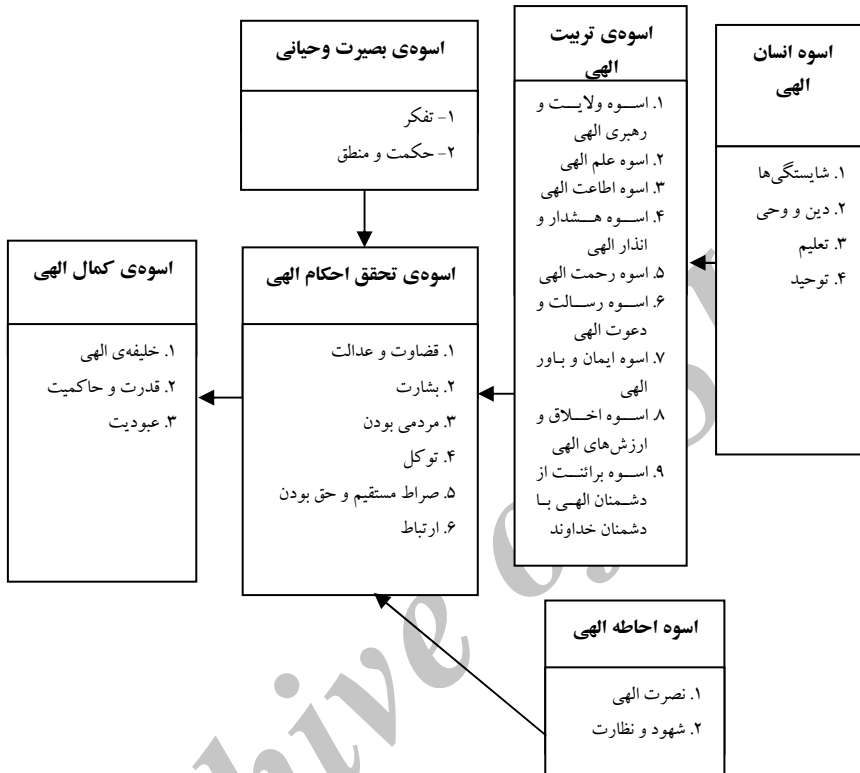 اسوه انسان
الهی
۱. شایستگی‌ها
۲. دین و وحی
۳. تعلیم
۴. توحید
اسوه‌ی تربیت
الهی
۱. اسوه ولایت و
رهبری الهی
۲. اسوه علم الهی
۳. اسوه اطاعت الهی
۴. اسوه هشدار و
انذار الهی
۵. اسوه رحمت الهی
۶. اسوه رسالت و
دعوت الهی
۷. اسوه ایمان و باور
الهی
۸. اسوه اخلاق و
ارزش‌های الهی
۹. اسوه برائت از
دشمنان الهی با
دشمنان خداوند
اسوه‌ی بصیرت وحیانی
۱- تفکر
۲- حکمت و منطق
اسوه‌ی تحقق احکام الهی
۱. قضاوت و عدالت
۲. بشارت
۳. مردمی بودن
۴. توکل
۵. صراط مستقیم و حق بودن
۶. ارتباط
اسوه‌ی کمال الهی
۱. خلیفه‌ی الهی
۲. قدرت و حاکمیت
۳. عبودیت
اسوه احاطه الهی
۱. نصرت الهی
۲. شهود و نظارت